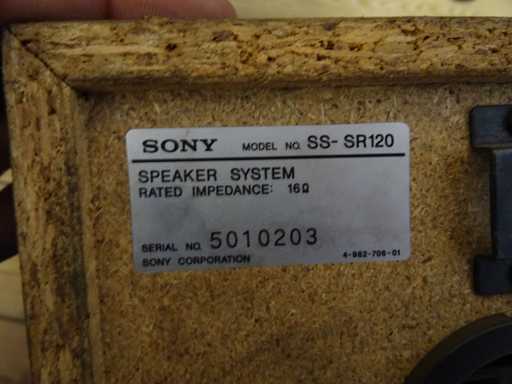 SONY MODEL NO. SS- SR120
SPEAKER SYSTEM
RATED IMPEDANCE: 16Ω
SERIAL NO. 5010203
SONY CORPORATION 4-982-706-01